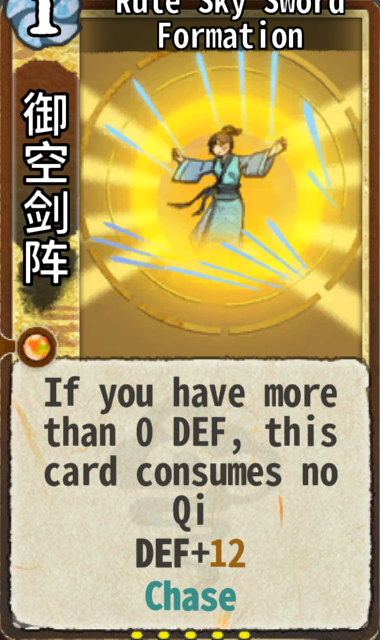 1
Rule Sky Sword
Formation
御空剑阵
If you have more
than 0 DEF, this
card consumes no
Qi
DEF+12
Chase